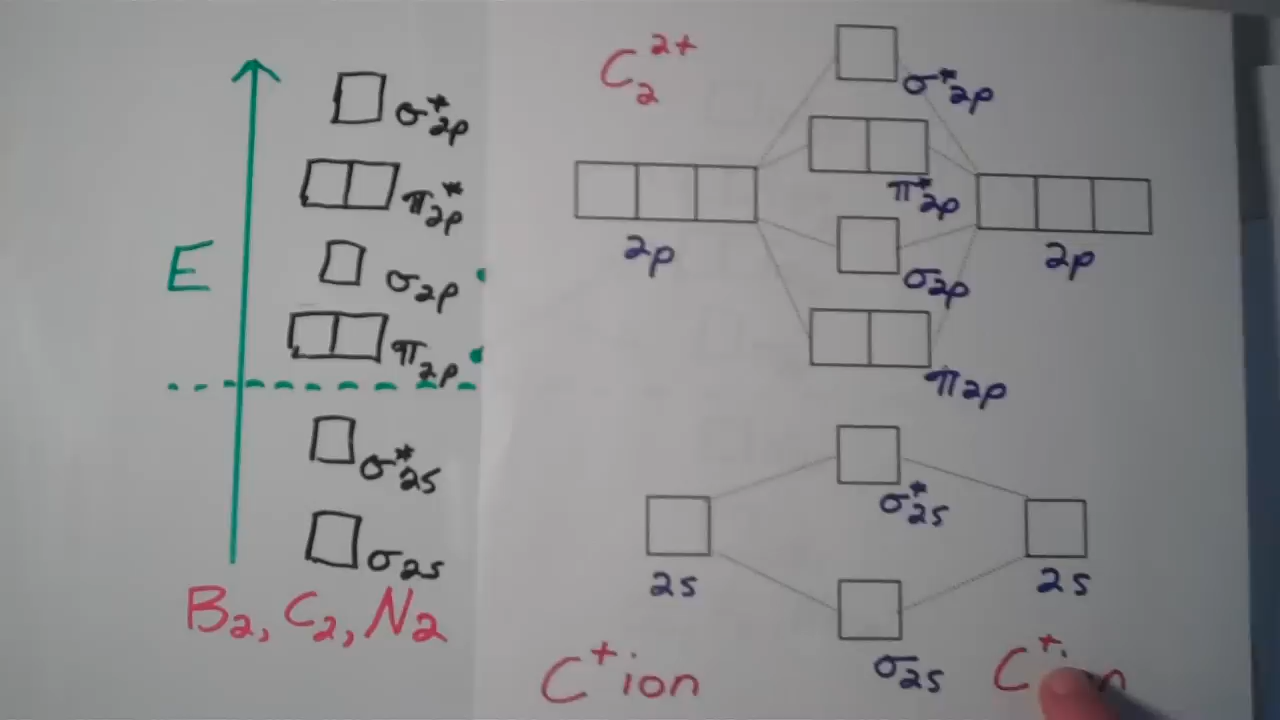 E
σ*2p
π*2p
σ2p
π2p
σ*2s
σ2s
B2, C2, N2
C2 2+
σ*2p
π*2p
2p
2p
σ2p
π2p
σ*2s
2s
2s
σ2s
C+ ion
C+